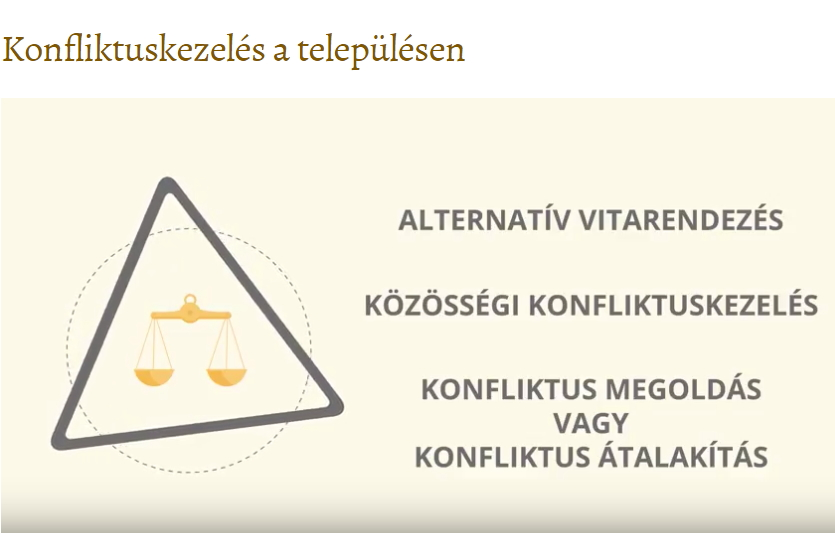 Konfliktuskezelés a településen
ALTERNATÍV VITARENDEZÉS
KÖZÖSSÉGI KONFLIKTUSKEZELÉS
KONFLIKTUS MEGOLDÁS
VAGY
KONFLIKTUS ÁTALAKÍTÁS